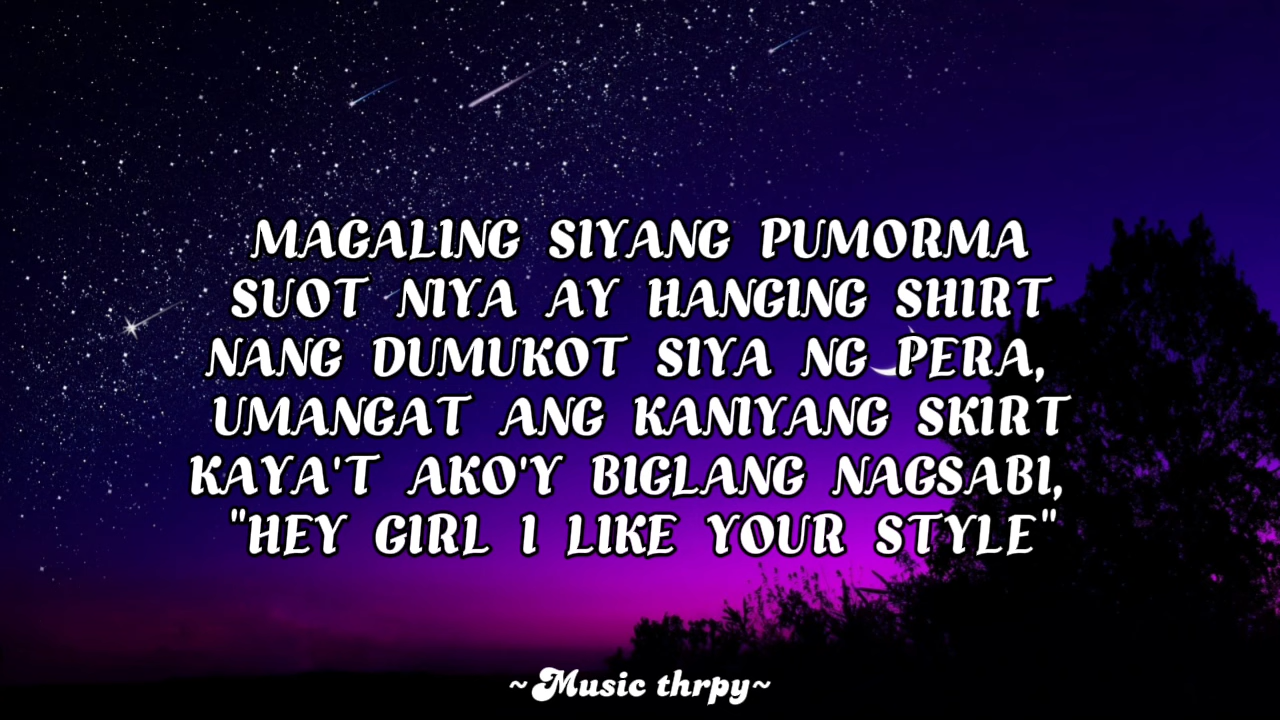 MAGALING SIYANG PUMORMA
SUOT NIYA AY HANGING SHIRT
NANG DUMUKOT SIYA NG PERA,
UMANGAT ANG KANIYANG SKIRT
KAYA'T AKO'Y BIGLANG NAGSABI,
"HEY GIRL I LIKE YOUR STYLE"
~Music thrpy~